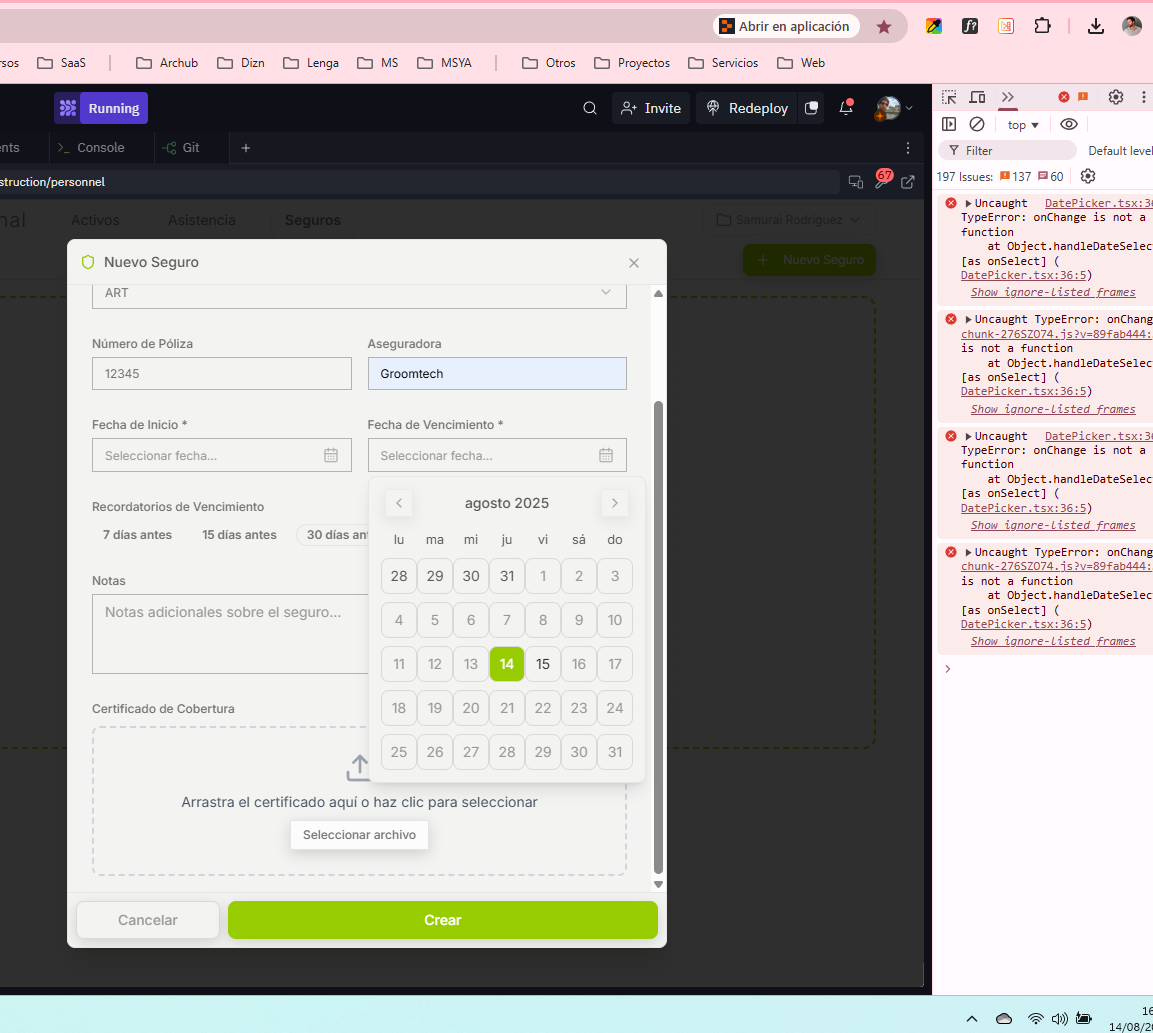 Abrir en aplicación
sos SaaS Archub Dizn Lenga MS MSYA Otros Proyectos Servicios Web
Running Invite Redeploy
nts >_ Console Git +
struction/personnel 67
nal Activos Asistencia Seguros Samurai Rodriguez
Nuevo Seguro
+ Nuevo Seguro
ART
Número de Póliza Aseguradora
12345 Groomtech
Fecha de Inicio * Fecha de Vencimiento *
Seleccionar fecha... Seleccionar fecha...
agosto 2025
lu ma mi ju vi sá do
28 29 30 31 1 2 3
4 5 6 7 8 9 10
11 12 13 14 15 16 17
18 19 20 21 22 23 24
25 26 27 28 29 30 31
Recordatorios de Vencimiento
7 días antes 15 días antes 30 días ant
Notas
Notas adicionales sobre el seguro...
Certificado de Cobertura
Arrastra el certificado aquí o haz clic para seleccionar
Seleccionar archivo
Cancelar Crear
top
Filter Default level
197 Issues: 137 60
Uncaught DatePicker.tsx:36
TypeError: onChange is not a
function
at Object.handleDateSelec
[as onSelect] (
DatePicker.tsx:36:5)
Show ignore-listed frames
Uncaught TypeError: onChang
chunk-276SZO74.js?v=89fab444:
is not a function
at Object.handleDateSelec
[as onSelect] (
DatePicker.tsx:36:5)
Show ignore-listed frames
Uncaught DatePicker.tsx:36
TypeError: onChange is not a
function
at Object.handleDateSelec
[as onSelect] (
DatePicker.tsx:36:5)
Show ignore-listed frames
Uncaught TypeError: onChang
chunk-276SZO74.js?v=89fab444:
is not a function
at Object.handleDateSelec
[as onSelect] (
DatePicker.tsx:36:5)
Show ignore-listed frames
16
14/08/20